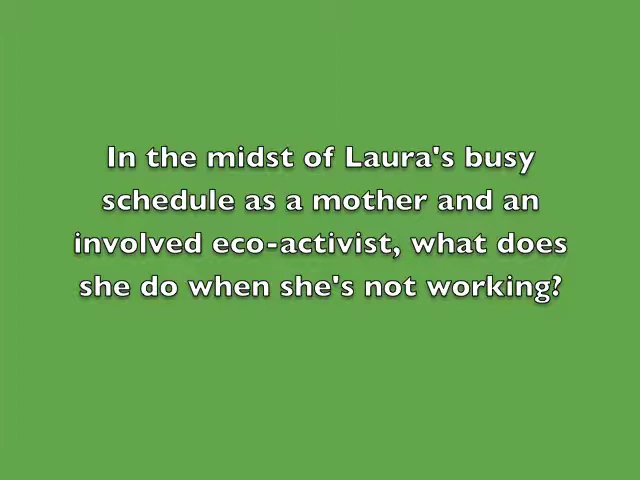 In the midst of Laura's busy
schedule as a mother and an
involved eco-activist, what does
she do when she's not working?